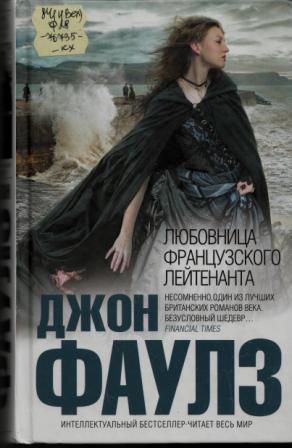 ЛЮБОВНИЦА
ФРАНЦУЗСКОГО
ЛЕЙТЕНАНТА
ДЖОН
НЕСОМНЕННО, ОДИН ИЗ ЛУЧШИХ
БРИТАНСКИХ РОМАНОВ ВЕКА.
БЕЗУСЛОВНЫЙ ШЕДЕВР...
FINANCIAL TIMES
ФАУЛЗ
ИНТЕЛЛЕКТУАЛЬНЫЙ БЕСТСЕЛЛЕР-ЧИТАЕТ ВЕСЬ МИР